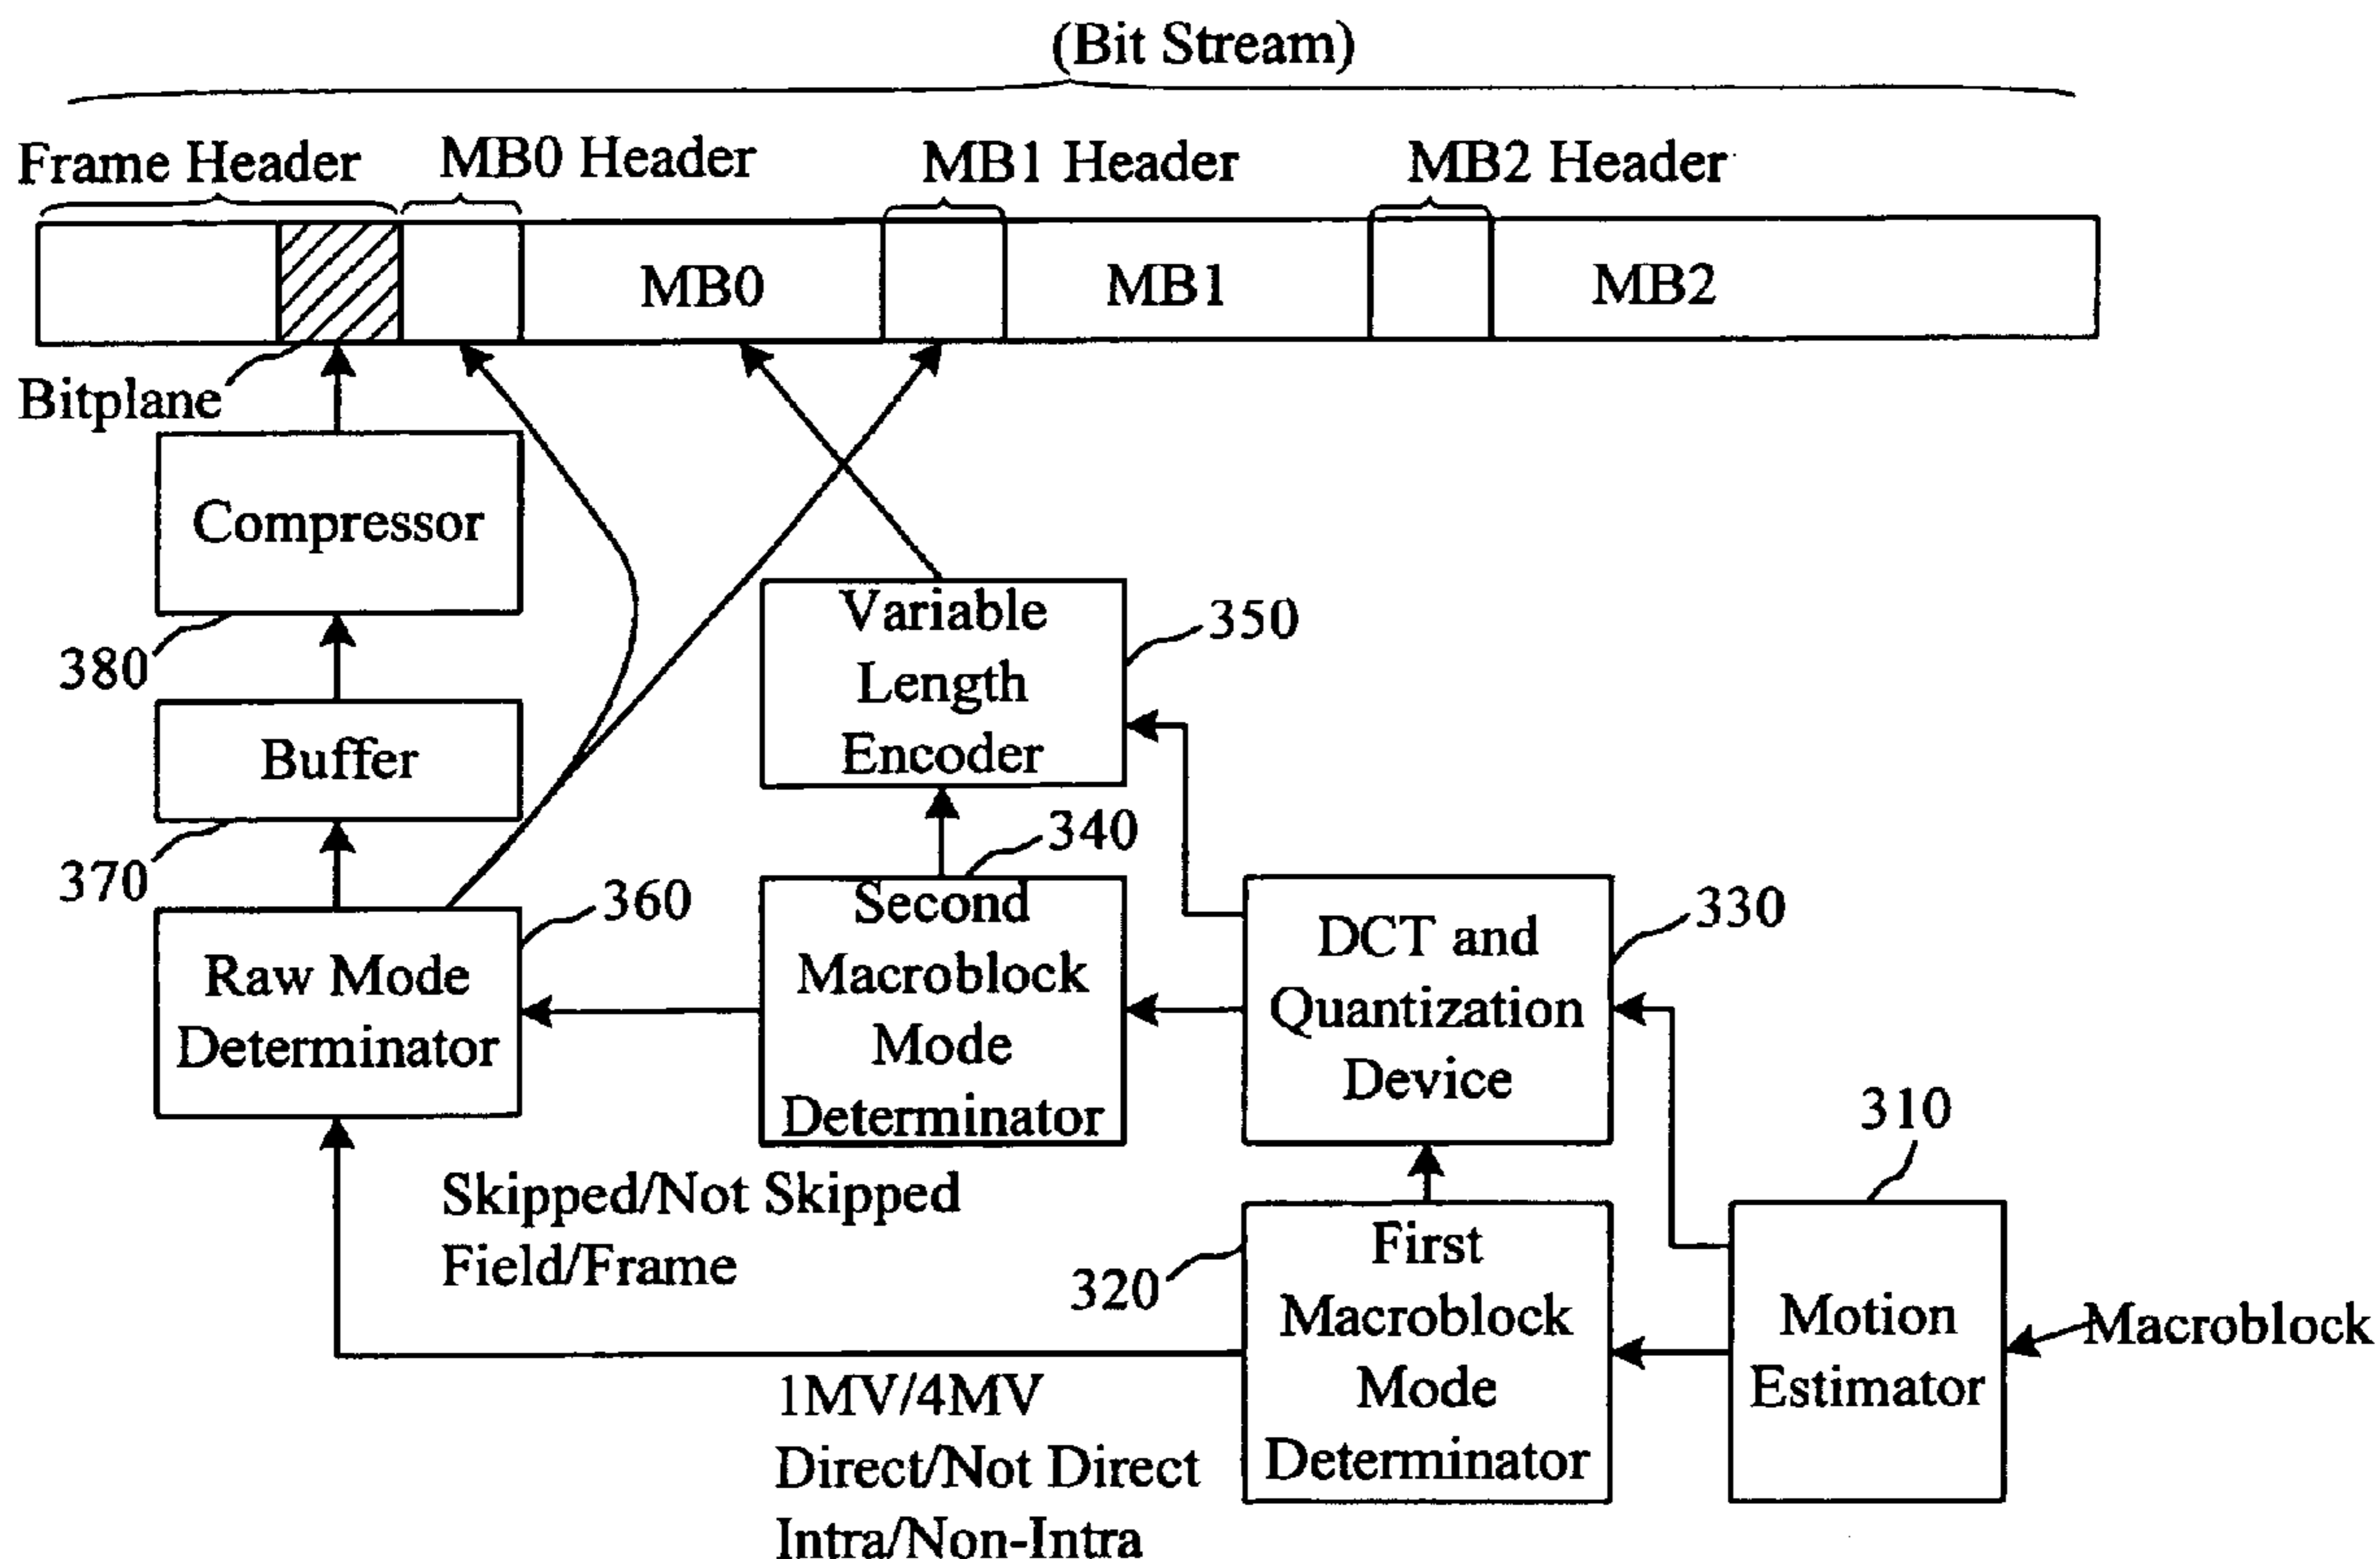 (Bit Stream)
Frame Header
MB0 Header
MB1 Header
MB2 Header
MB0
MB1
MB2
Bitplane
Compressor
380
Variable
Length
Encoder
350
Buffer
370
340
360
Raw Mode
Determinator
Second
Macroblock
Mode
Determinator
DCT and
Quantization
Device
330
310
Skipped/Not Skipped
Field/Frame
320
First
Macroblock
Mode
Determinator
Motion
Estimator
Macroblock
1MV/4MV
Direct/Not Direct
Intra/Non-Intra